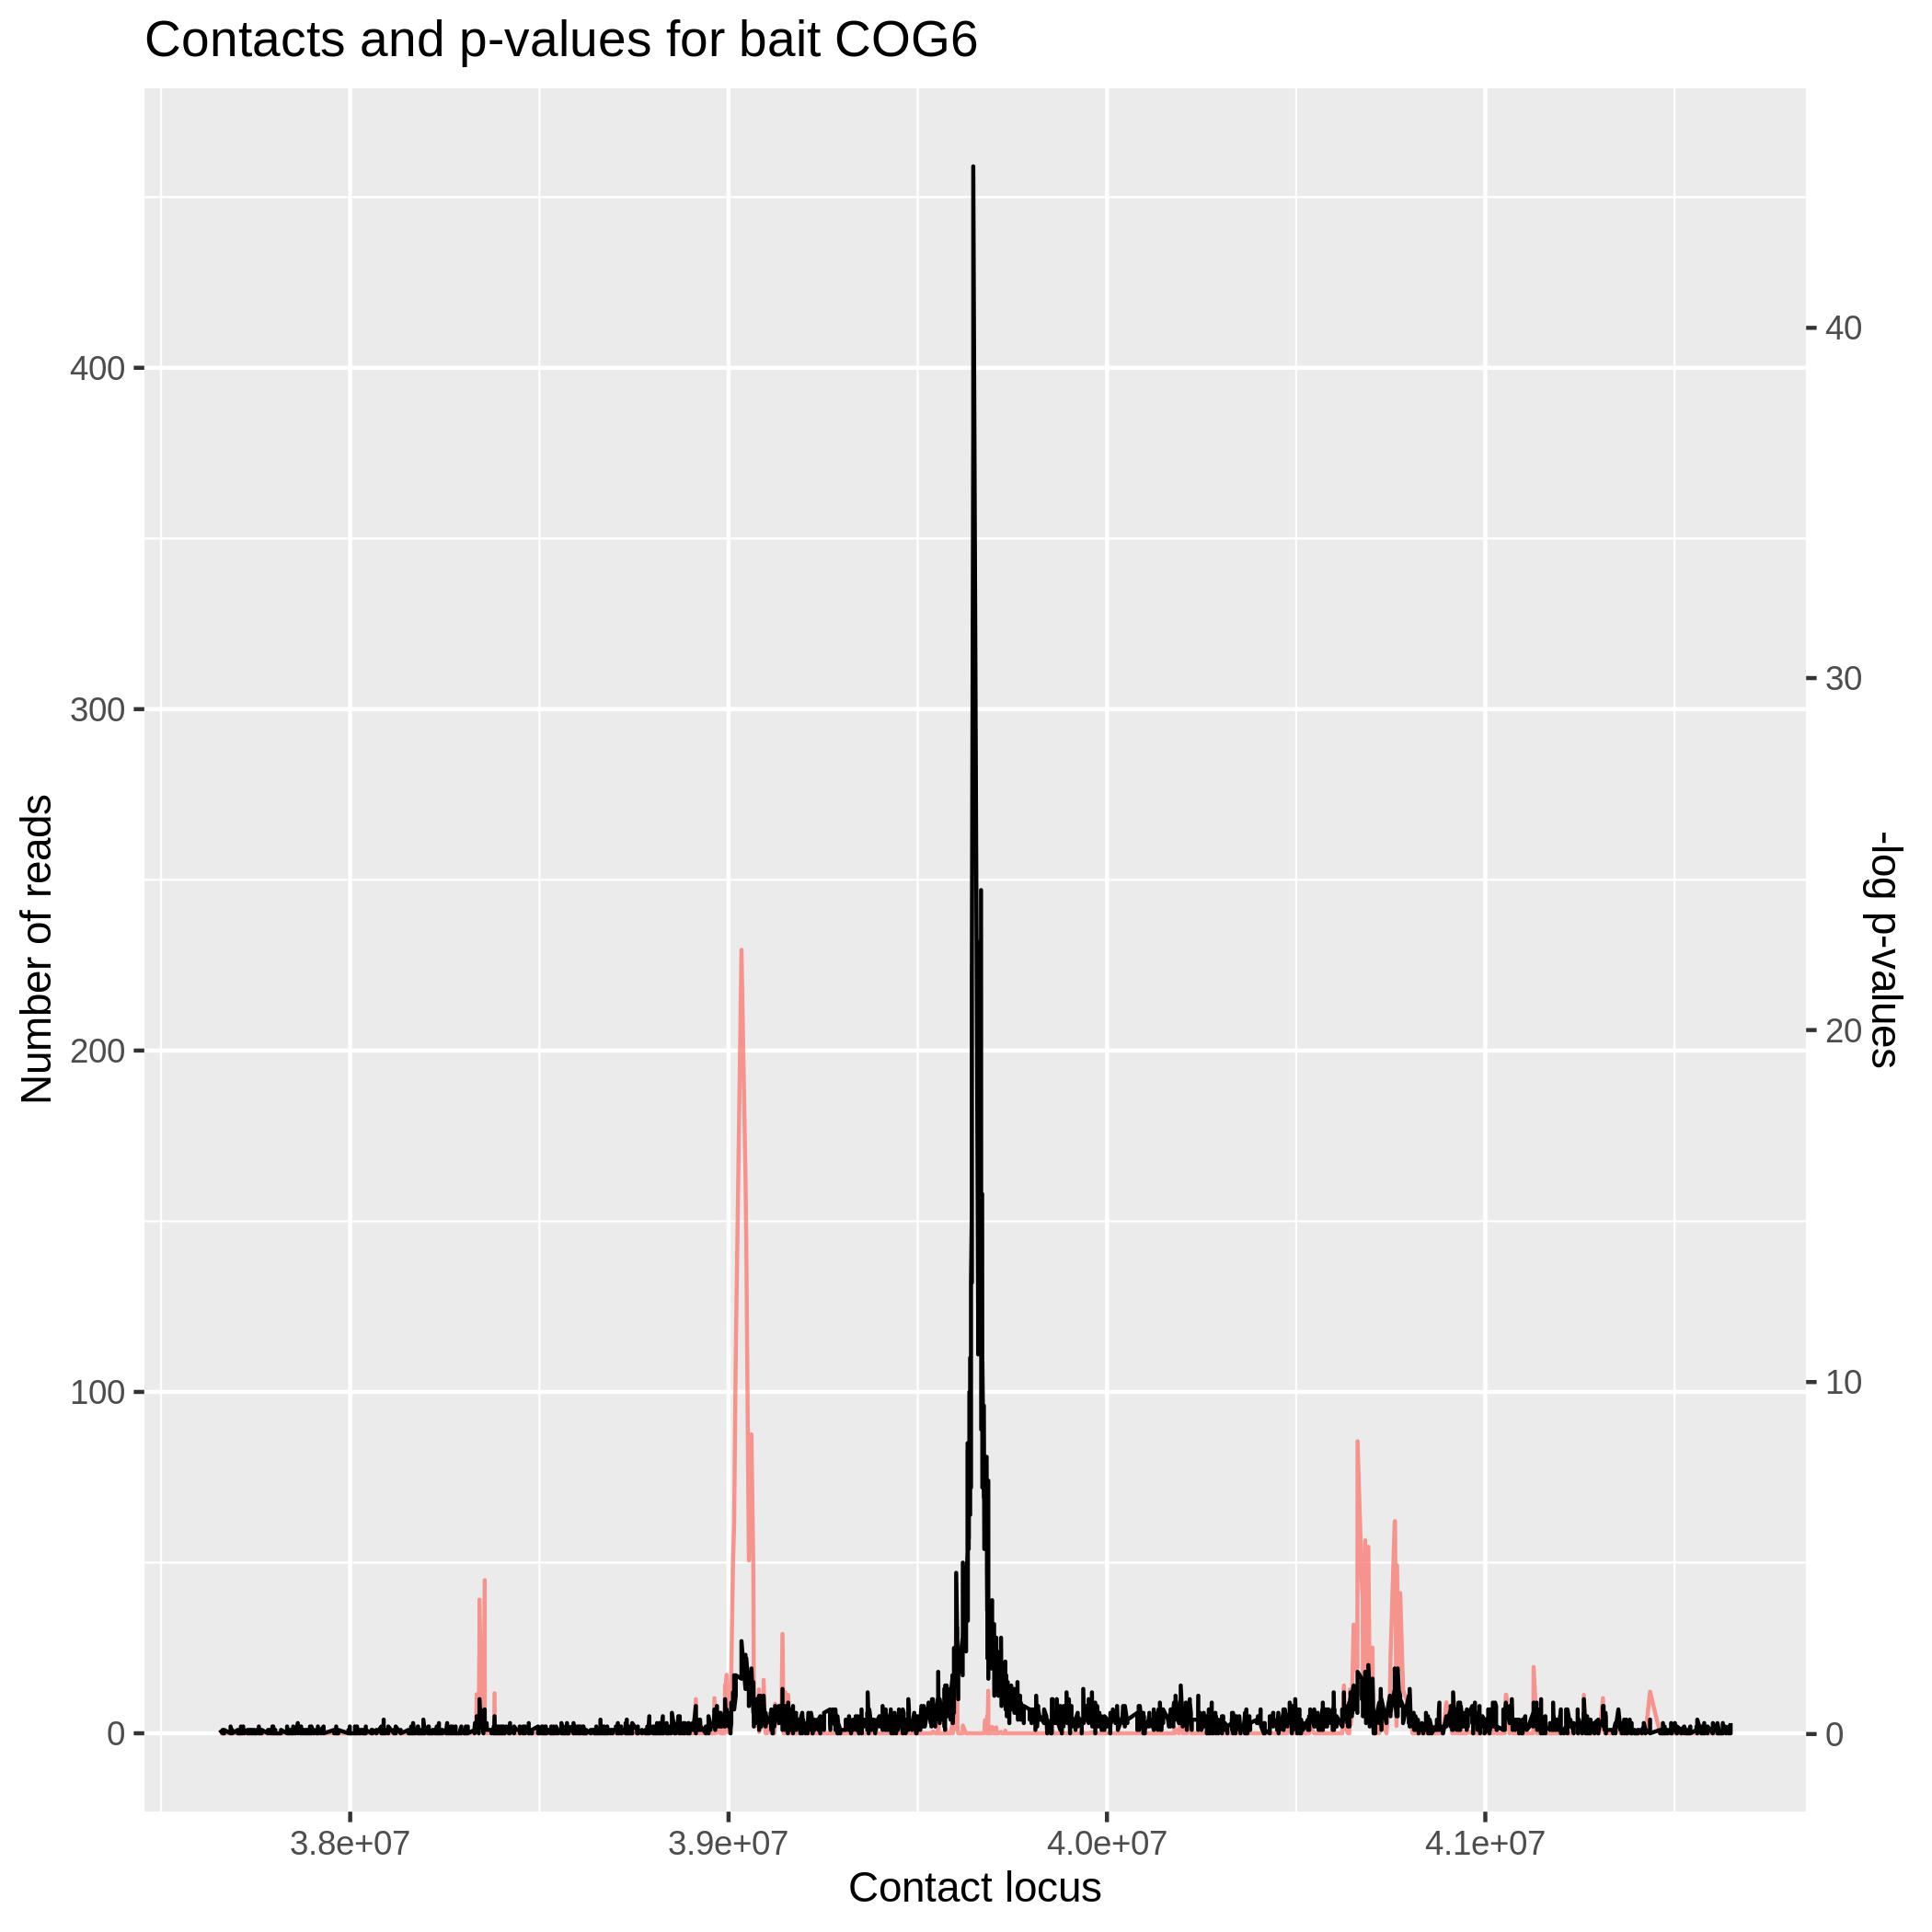 Contacts and p-values for bait COG6
Number of reads
400
300
200
100
0
40
30
20
10
0
-log p-values
3.8e+07 3.9e+07 4.0e+07 4.1e+07
Contact locus